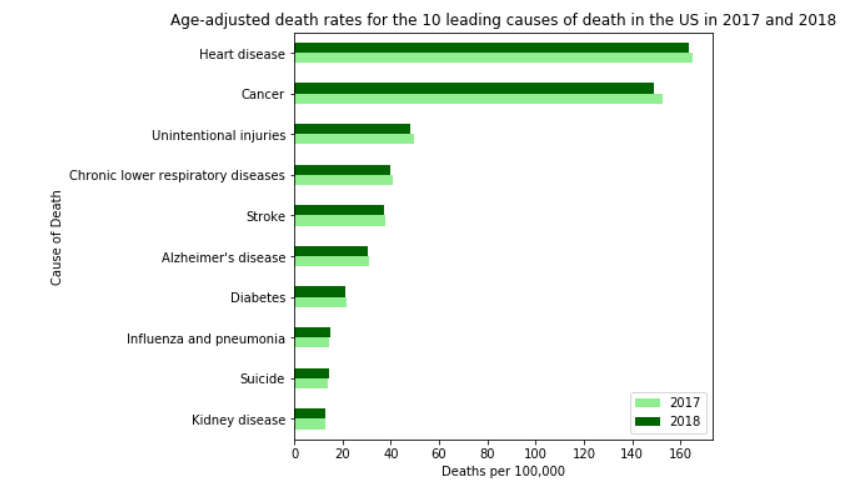 Age-adjusted death rates for the 10 leading causes of death in the US in 2017 and 2018
Heart disease
Cancer
Unintentional injuries
Chronic lower respiratory diseases
Stroke
Alzheimer's disease
Diabetes
Influenza and pneumonia
Suicide
Kidney disease
Cause of Death
2017
2018
0 20 40 60 80 100 120 140 160
Deaths per 100,000